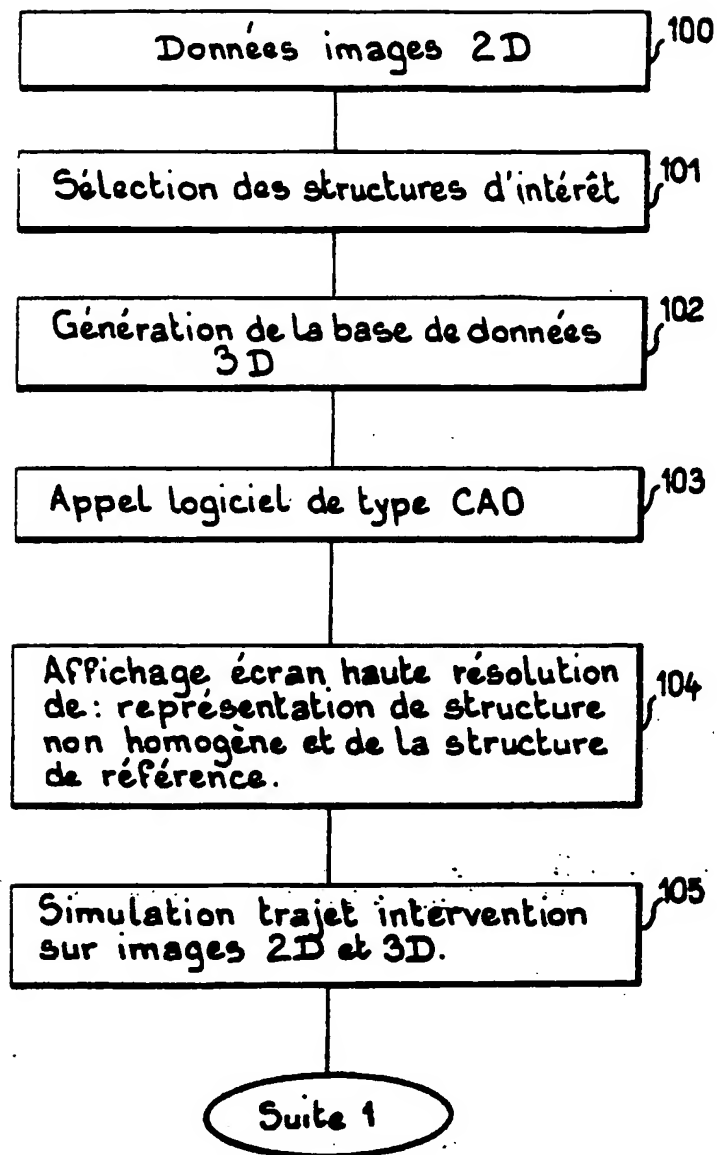 Données images 2D
100
Sélection des structures d'intérêt
101
Génération de la base de données
3D
102
Appel logiciel de type CAO
103
Affichage écran haute résolution
de : représentation de structure
non homogène et de la structure
de référence.
104
Simulation trajet intervention
sur images 2D et 3D.
105
Suite 1